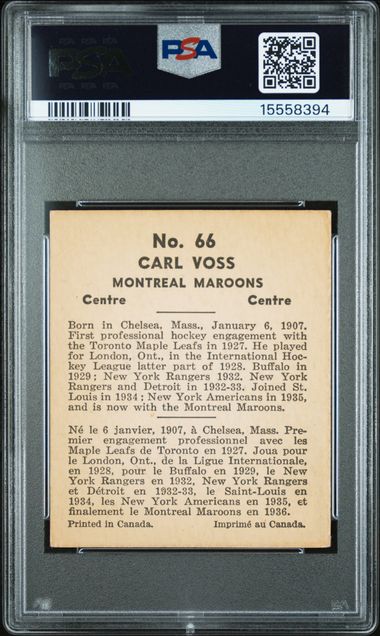 PSA
PSA
15558394
No. 66
CARL VOSS
MONTREAL MAROONS
Centre Centre
Born in Chelsea, Mass., January 6, 1907.
First professional hockey engagement with
the Toronto Maple Leafs in 1927. He played
for London, Ont., in the International Hoc-
key League latter part of 1928. Buffalo in
1929; New York Rangers 1932. New York
Rangers and Detroit in 1932-33. Joined St.
Louis in 1934; New York Americans in 1935,
and is now with the Montreal Maroons.
Né le 6 janvier, 1907, à Chelsea, Mass. Pre-
mier engagement professionnel avec les
Maple Leafs de Toronto en 1927. Joua pour
le London, Ont., de la Ligue Internationale,
en 1928, pour le Buffalo en 1929, le New
York Rangers en 1932, New York Rangers
et Détroit en 1932-33, le Saint-Louis en
1934, les New York Americans en 1935, et
finalement le Montreal Maroons en 1936.
Printed in Canada. Imprimé au Canada.